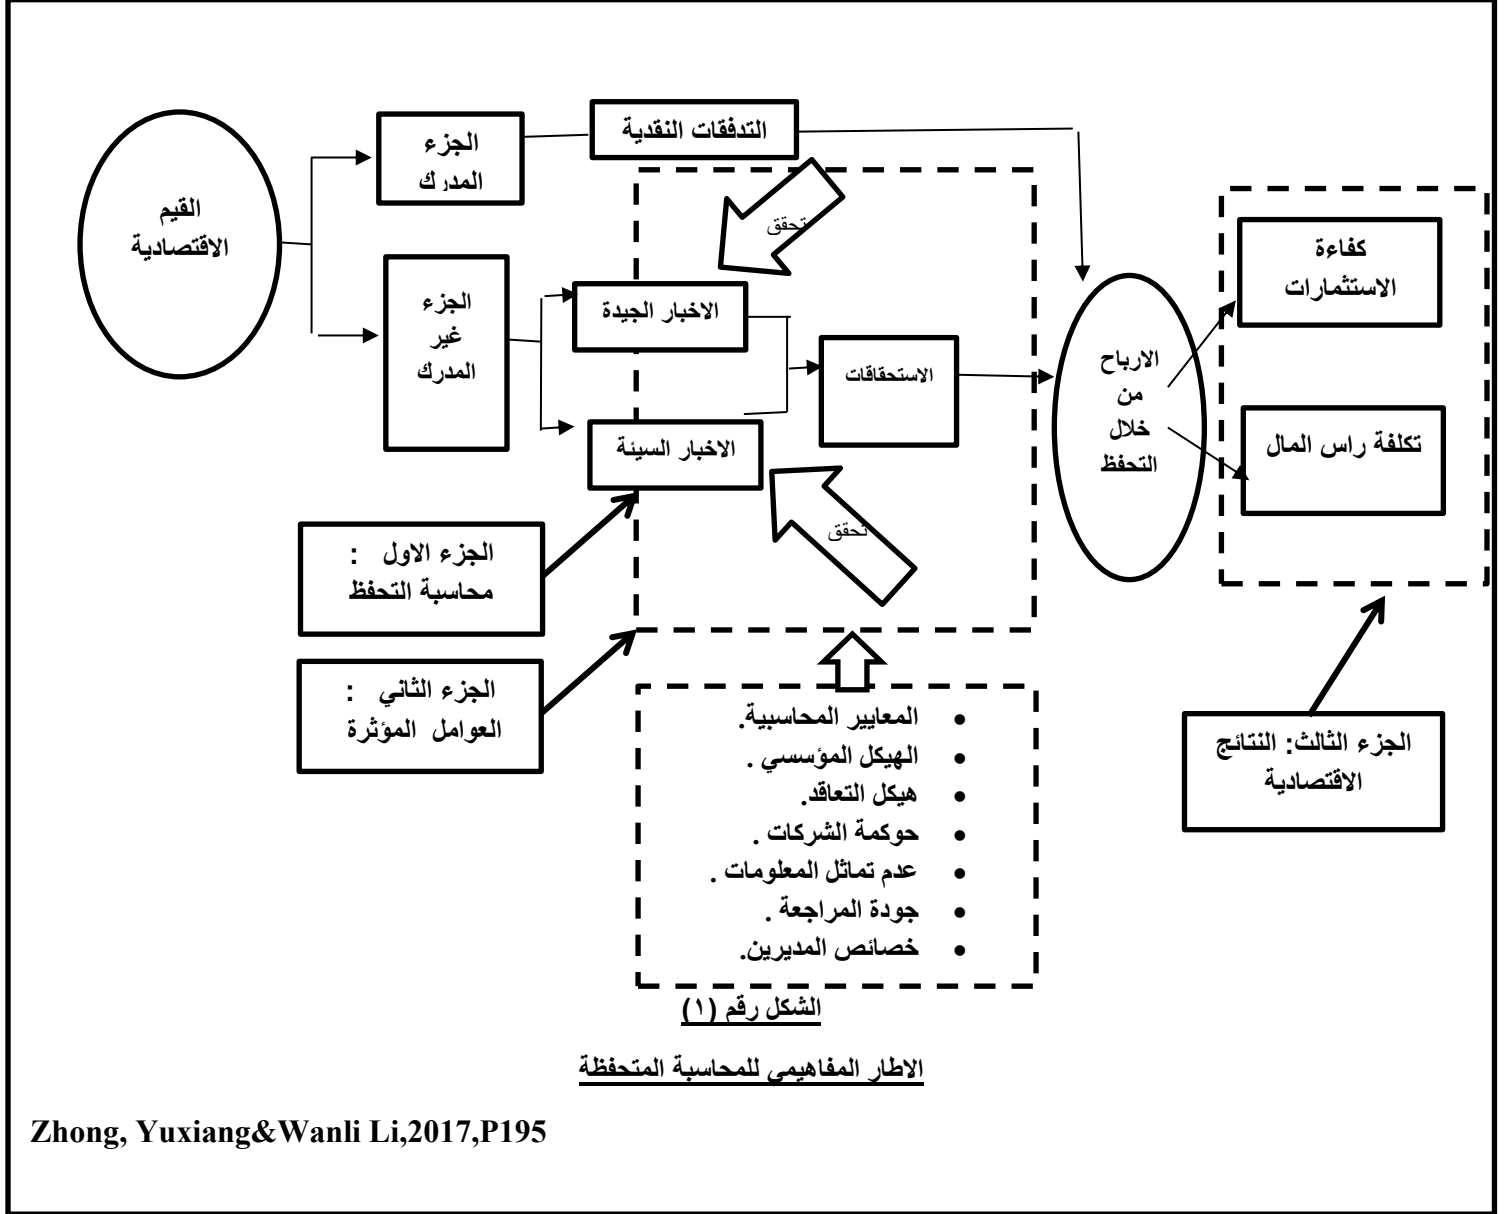 التدفقات النقدية
الجزء
المدرك
القيم
الاقتصادية
تحقق
كفاءة
الاستثمارات
الجزء
غير
المدرك
الاخبار الجيدة
الاستحقاقات
الارباح
من
خلال
التحفظ
الاخبار السيئة
تكلفة راس المال
تحقق
الجزء الاول :
محاسبة التحفظ
الجزء الثاني :
العوامل المؤثرة
• المعايير المحاسبية.
• الهيكل المؤسسي .
• هيكل التعاقد.
• حوكمة الشركات .
• عدم تماثل المعلومات .
• جودة المراجعة .
• خصائص المديرين.
الجزء الثالث: النتائج
الاقتصادية
الشكل رقم (١)
الاطار المفاهيمي للمحاسبة المتحفظة
Zhong, Yuxiang&Wanli Li,2017,P195